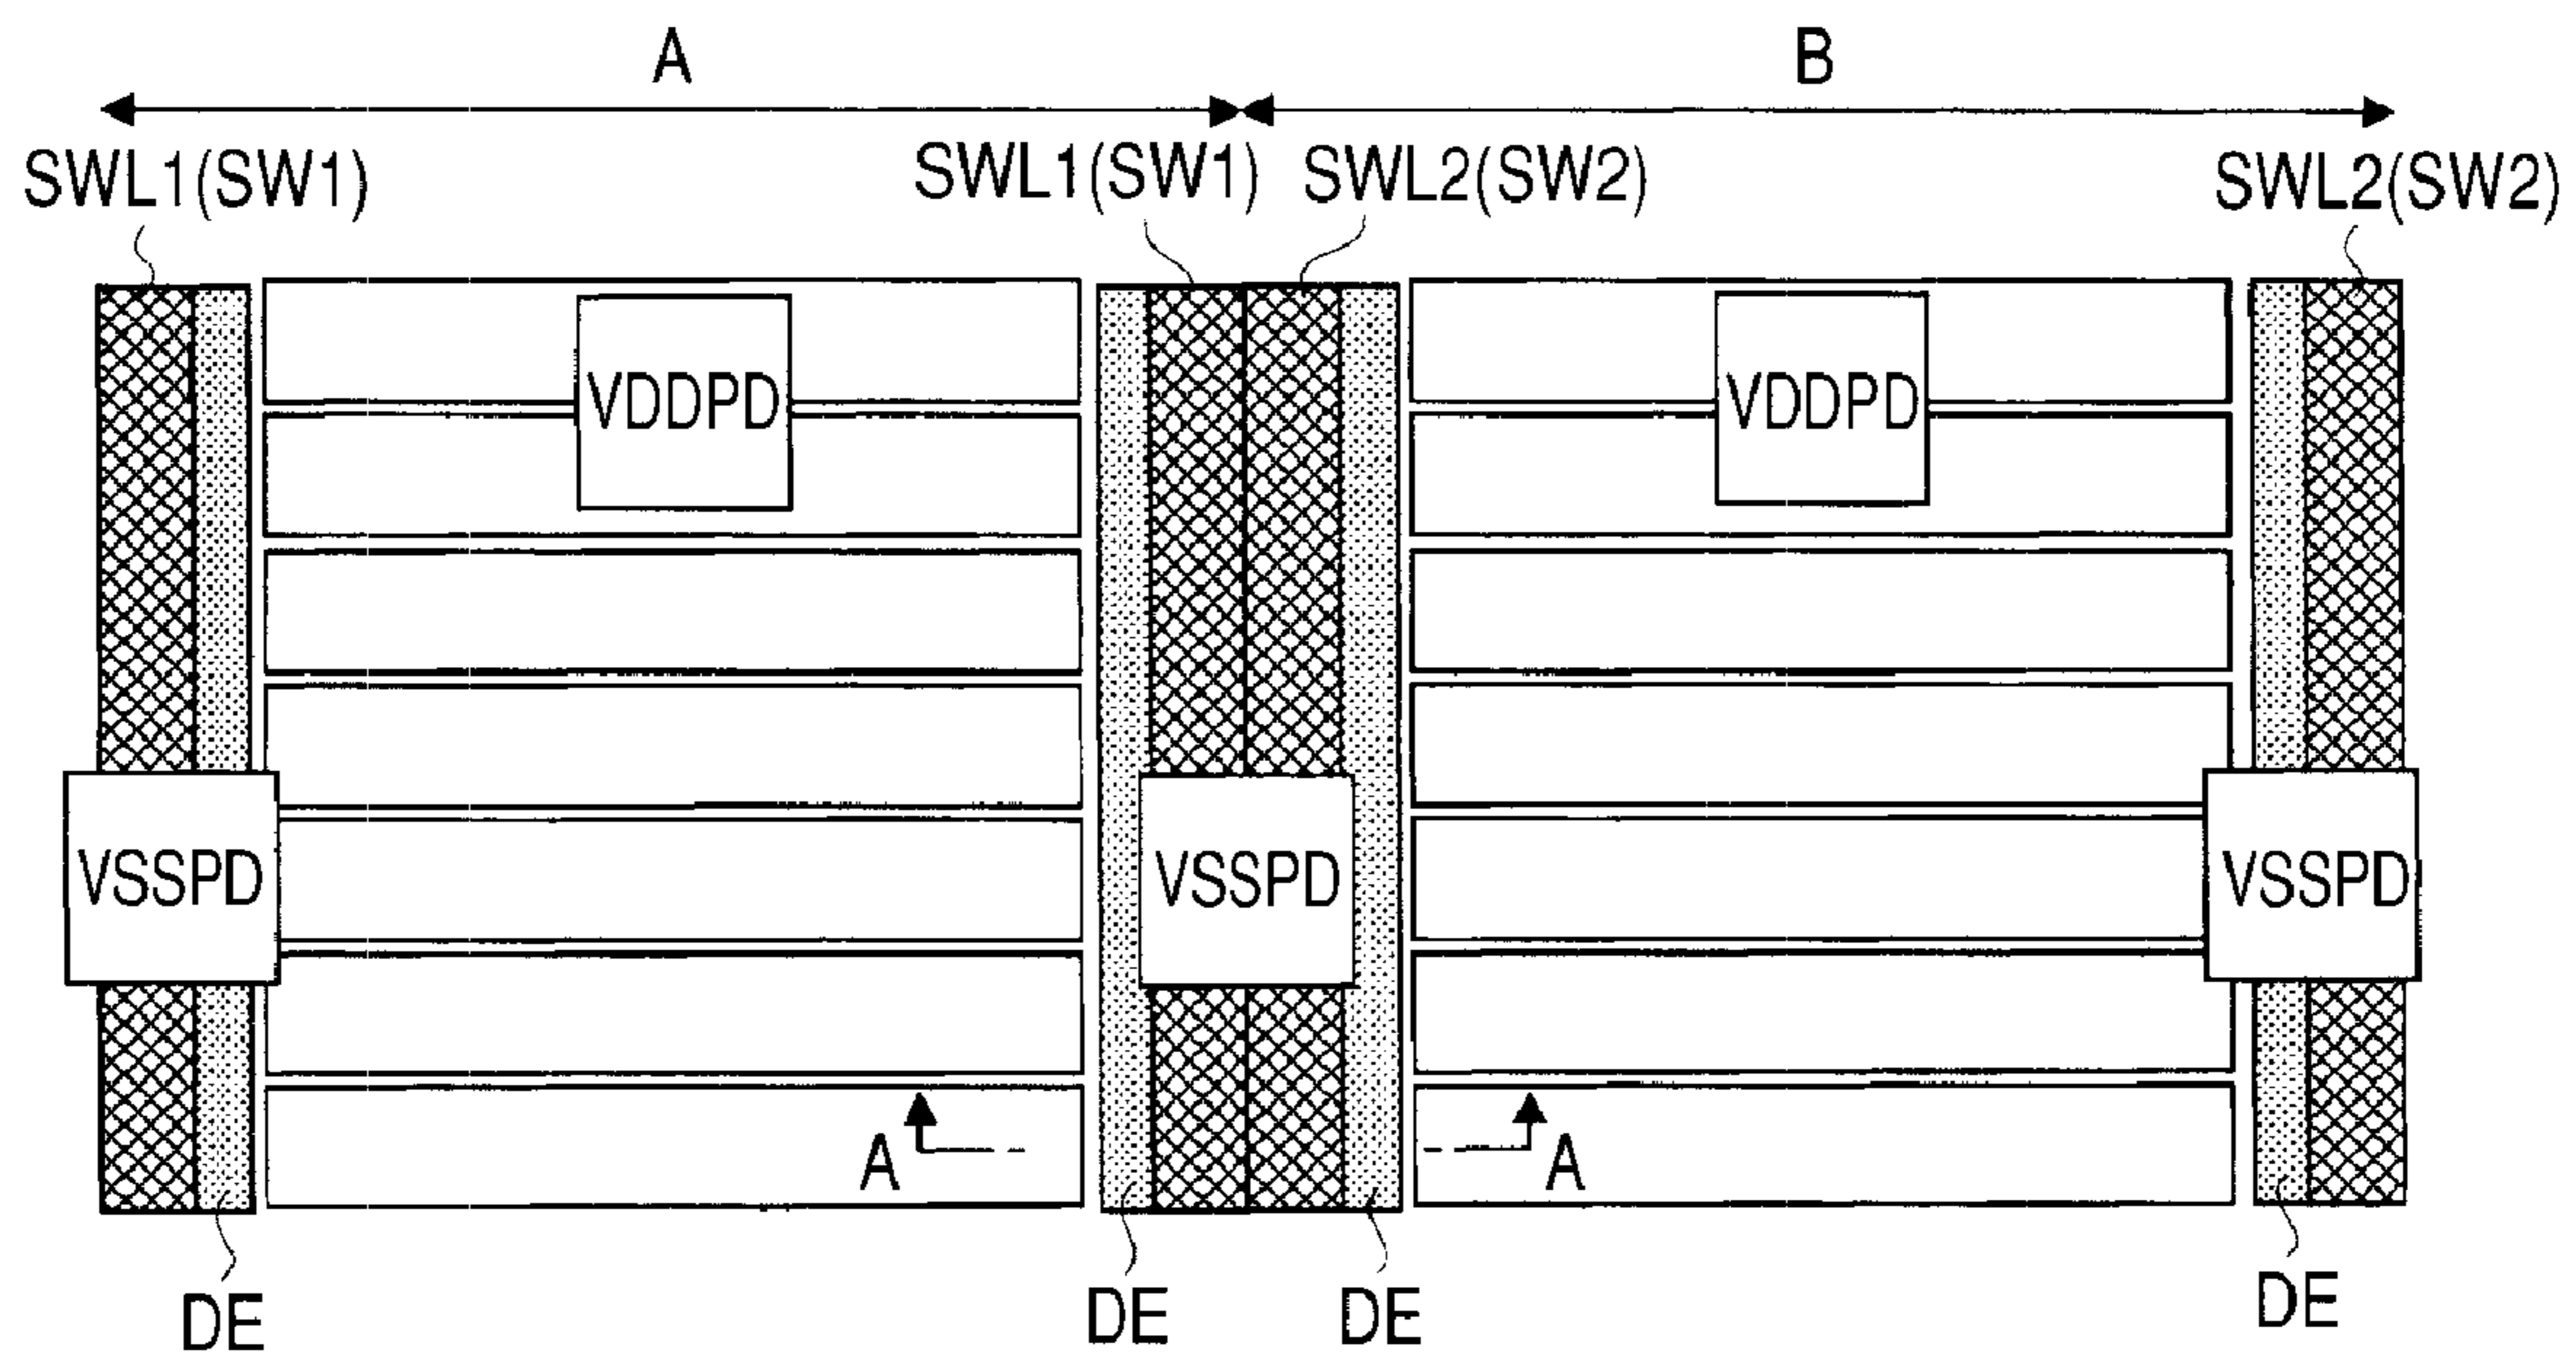 A
B
SWL1(SW1)
SWL1(SW1)
SWL2(SW2)
SWL2(SW2)
VDDPD
VDDPD
VSSPD
VSSPD
VSSPD
A
A
DE
DE
DE
DE